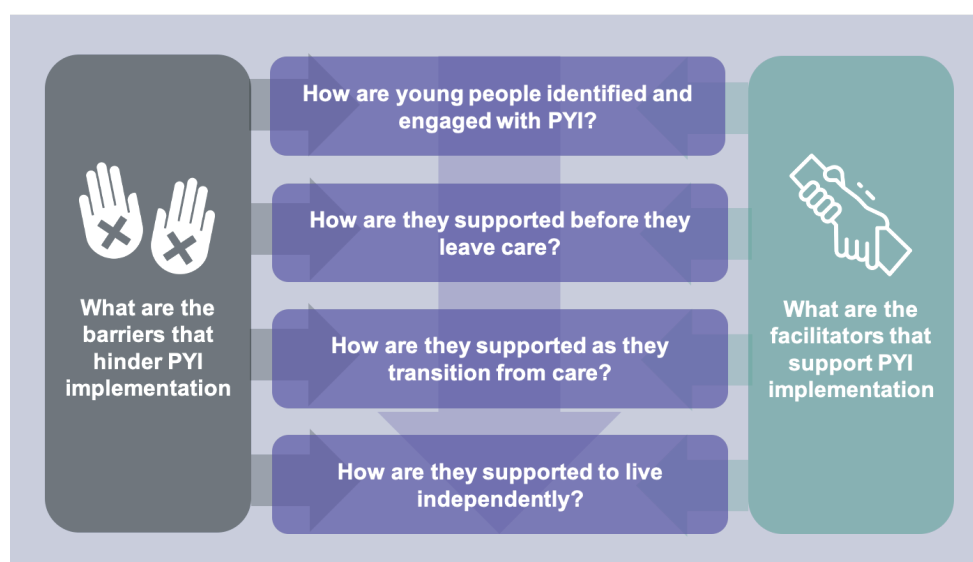 What are the
barriers that
hinder PYI
implementation
How are young people identified and
engaged with PYI?
How are they supported before they
leave care?
How are they supported as they
transition from care?
How are they supported to live
independently?
What are the
facilitators that
support PYI
implementation